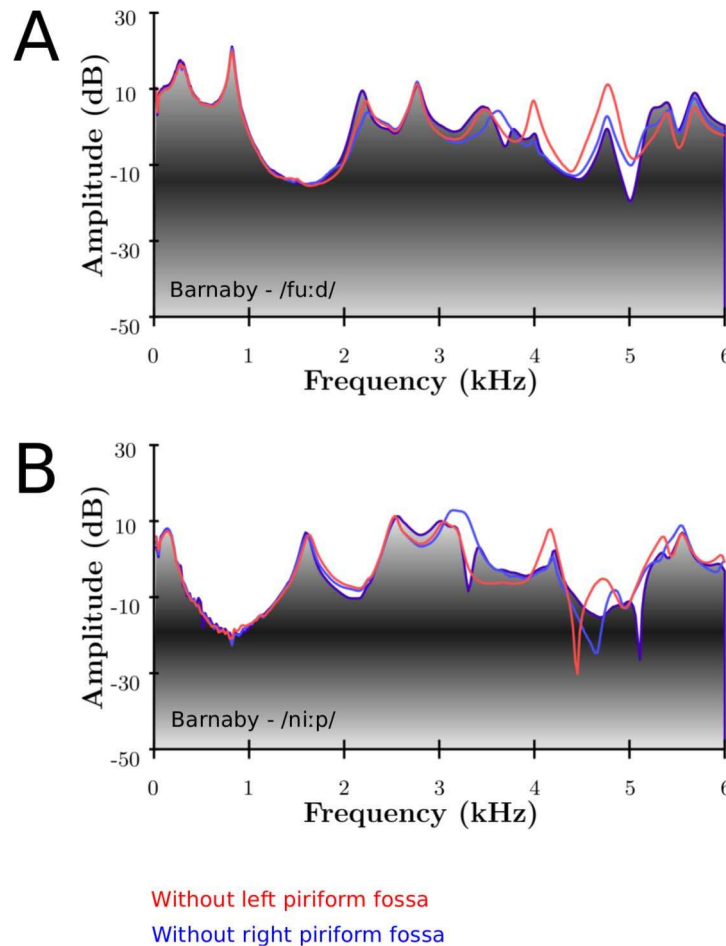 A
30
10
-10
-30
-50
Amplitude (dB)
Barnaby - /fuːd/
0 1 2 3 4 5 6
Frequency (kHz)
B
30
10
-10
-30
-50
Amplitude (dB)
Barnaby - /niːp/
0 1 2 3 4 5 6
Frequency (kHz)
Without left piriform fossa
Without right piriform fossa